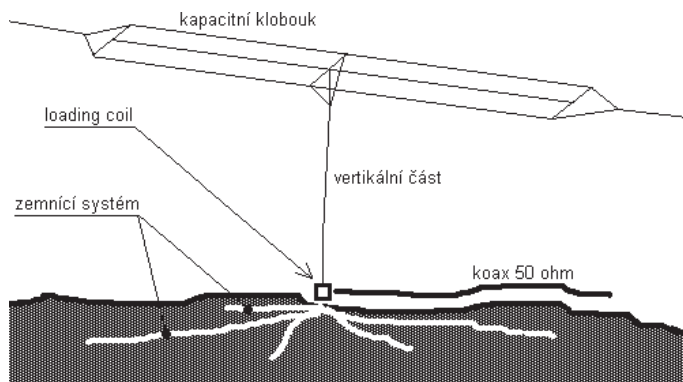 kapacitní klobouk
loading coil
vertikální část
zemnící systém
koax 50 ohm